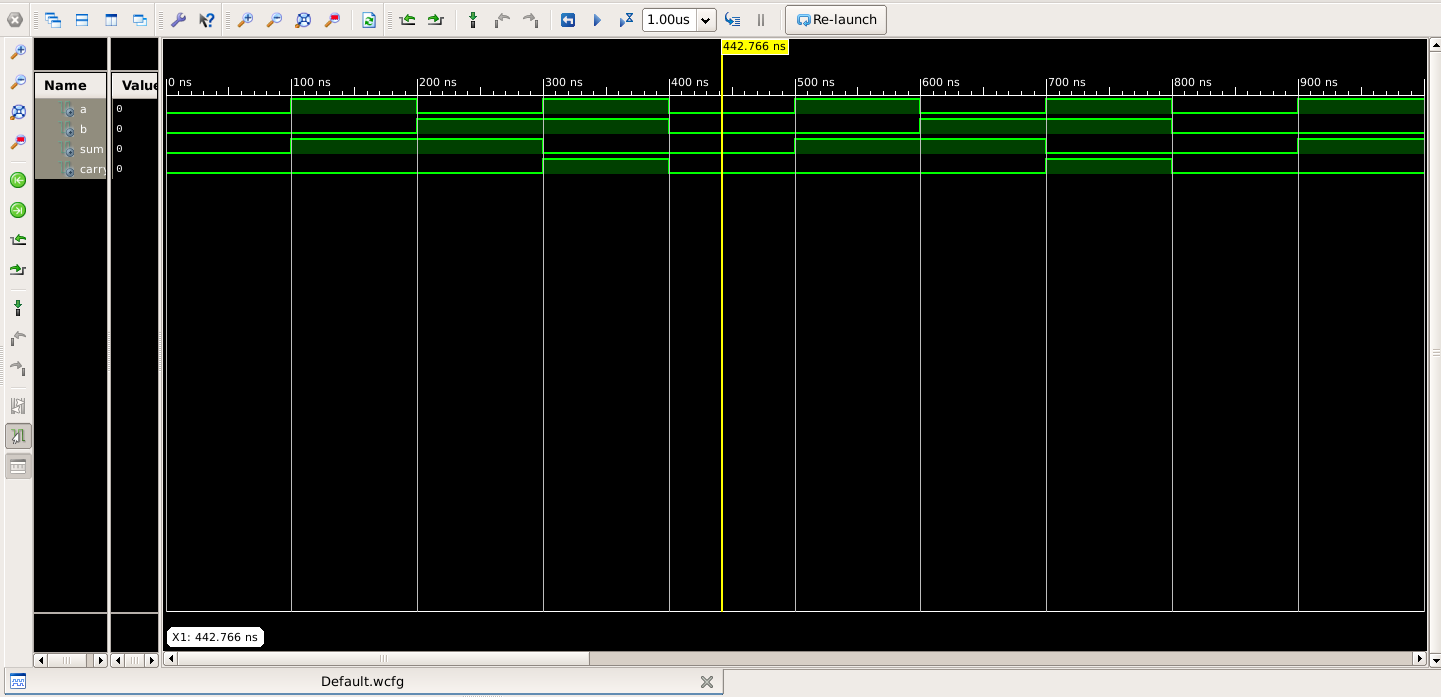 1.00us Re-launch
442.766 ns
Name Value
0 ns 100 ns 200 ns 300 ns 400 ns 500 ns 600 ns 700 ns 800 ns 900 ns
a 0
b 0
sum 0
carry 0
X1: 442.766 ns
Default.wcfg